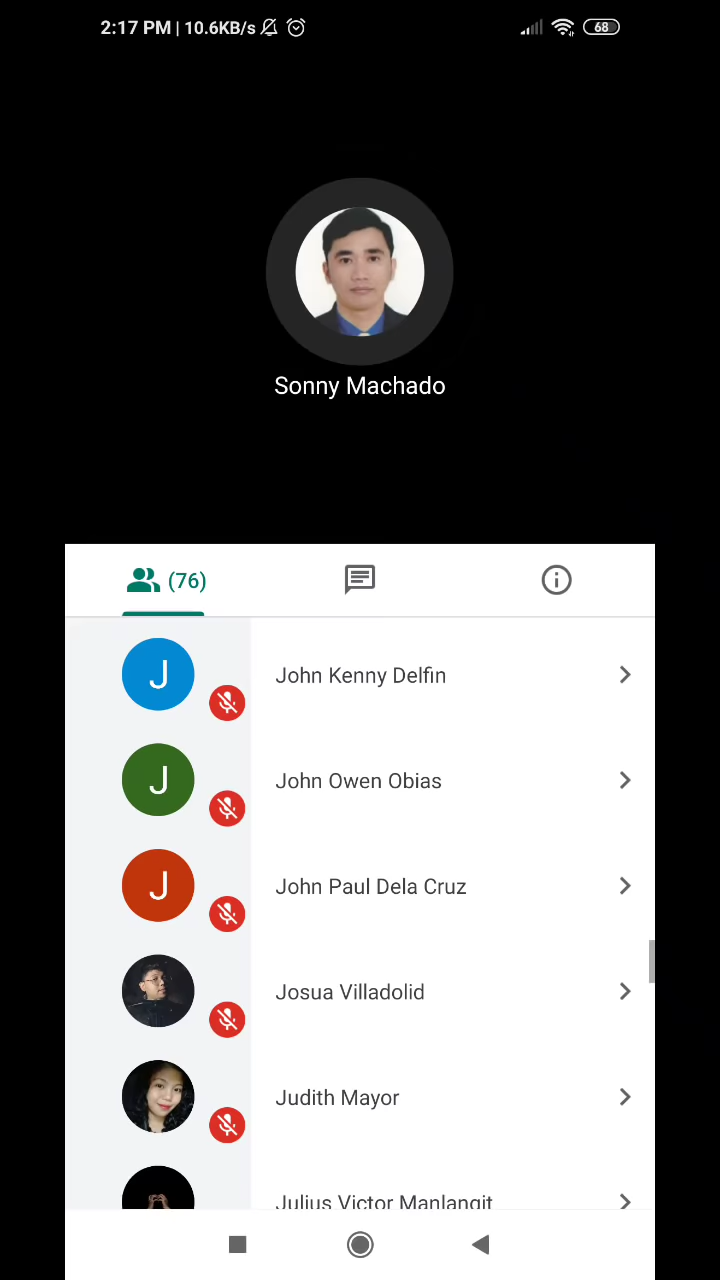 2:17 PM | 10.6KB/s 68
Sonny Machado
(76)
J John Kenny Delfin
J John Owen Obias
J John Paul Dela Cruz
Josua Villadolid
Judith Mayor
Julius Victor Manlangit